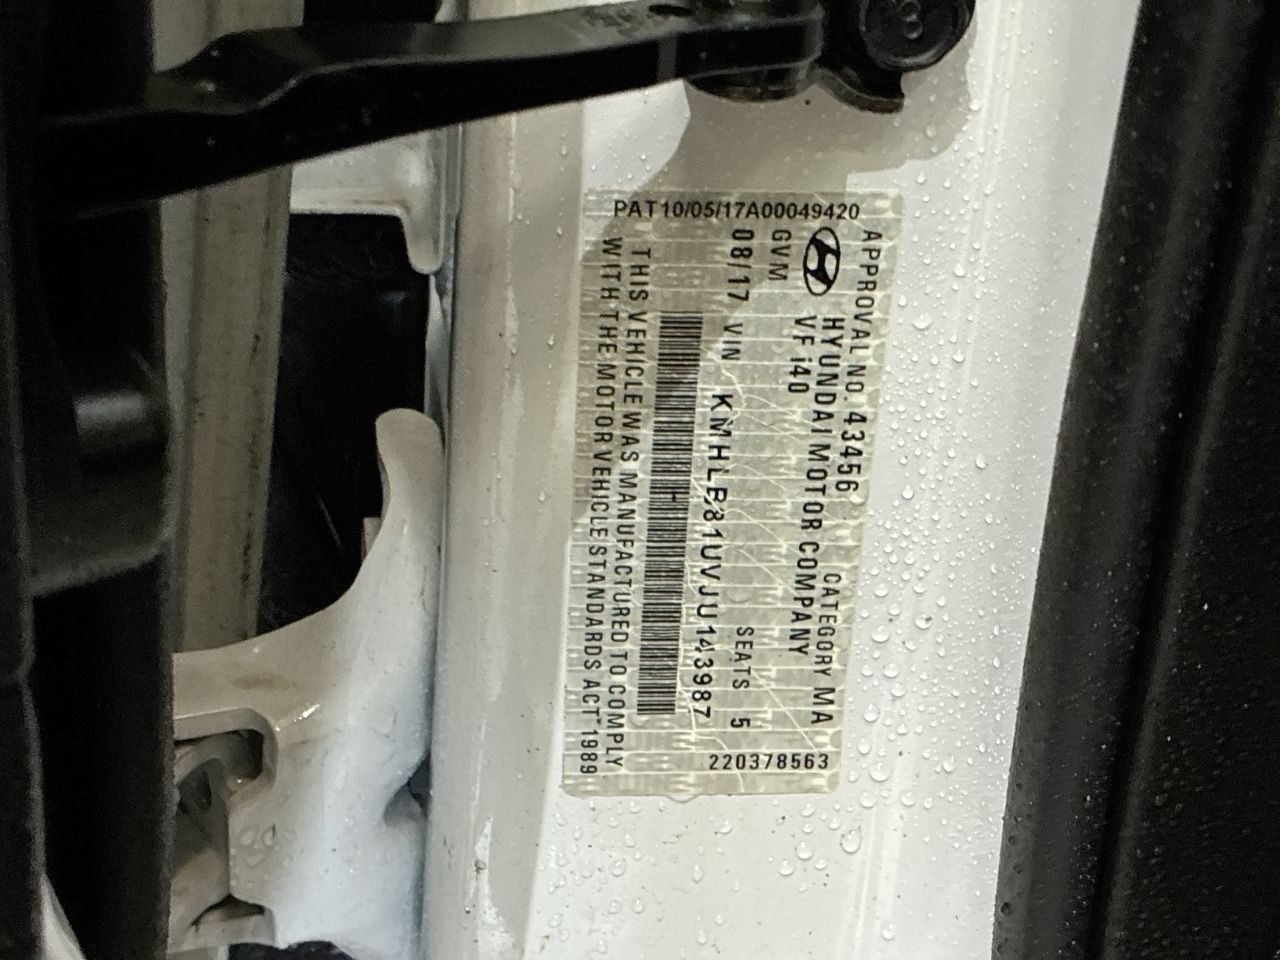 APPROVAL NO. 43456 CATEGORY MA
HYUNDAI MOTOR COMPANY
VF i40
GVM
08/17 VIN KMHLB81UVJU143987 SEATS 5
THIS VEHICLE WAS MANUFACTURED TO COMPLY
WITH THE MOTOR VEHICLE STANDARDS ACT 1989
PAT10/05/17A00049420
220378563